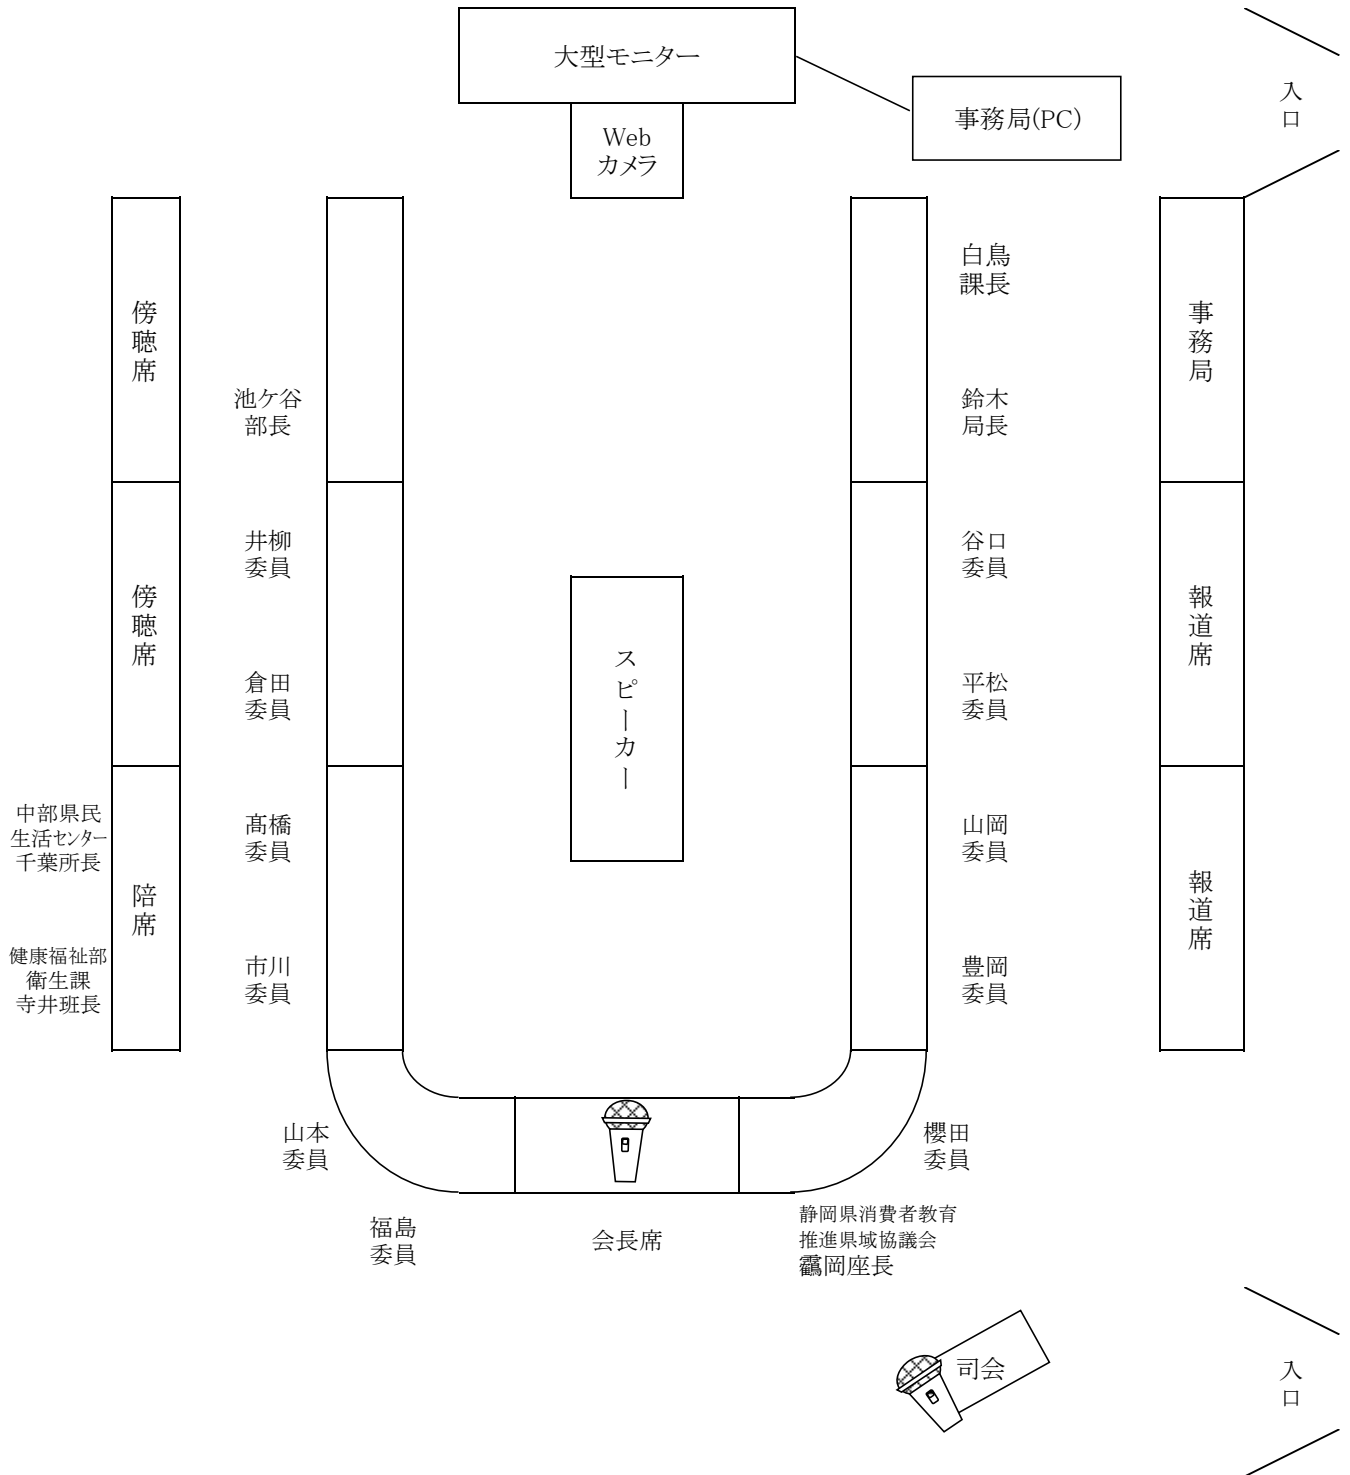 大型モニター
Web
カメラ
事務局(PC)
入口
傍聴席
白鳥
課長
事務局
池ケ谷
部長
鈴木
局長
井柳
委員
谷口
委員
傍聴席
スピーカー
報道席
倉田
委員
平松
委員
中部県民
生活センター
千葉所長
髙橋
委員
山岡
委員
陪席
報道席
健康福祉部
衛生課
寺井班長
市川
委員
豊岡
委員
山本
委員
櫻田
委員
福島
委員
会長席
静岡県消費者教育
推進県域協議会
靍岡座長
司会
入口